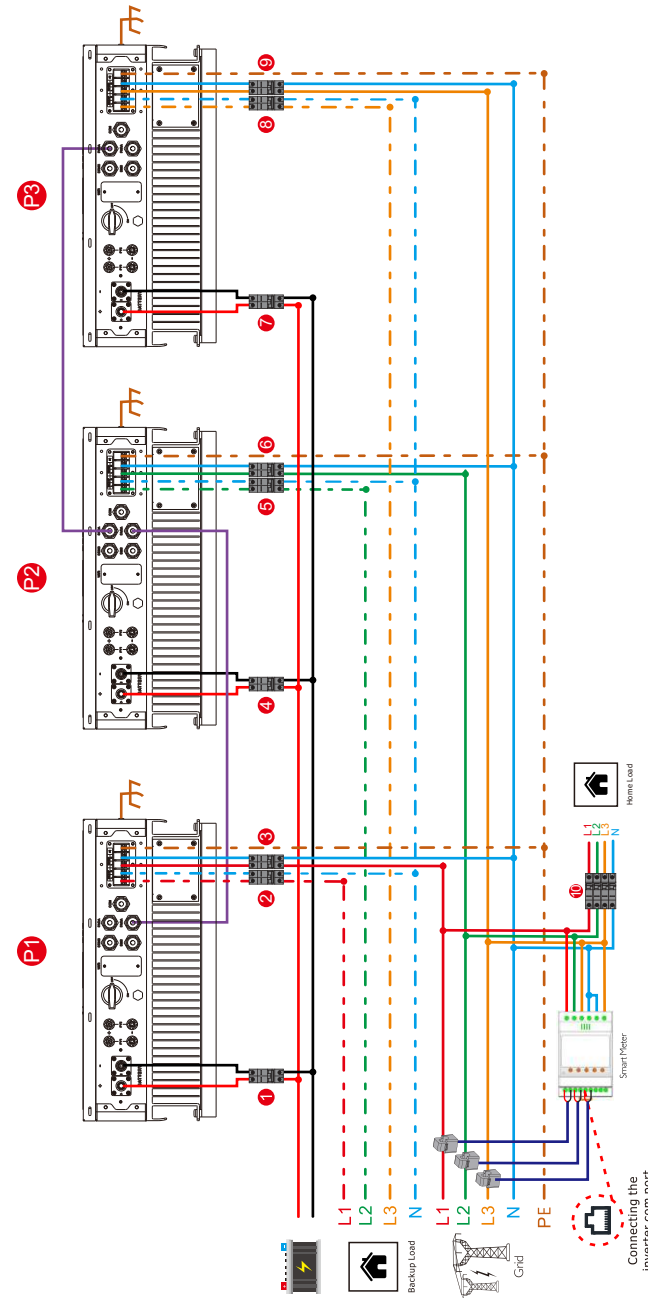 P1
P2
P3
1
2
3
4
5
6
7
8
9
10
L1
L2
L3
N
L1
L2
L3
N
PE
L1
L2
L3
N
Backup Load
Grid
Home Load
Smart Meter
Connecting the
inverter com port